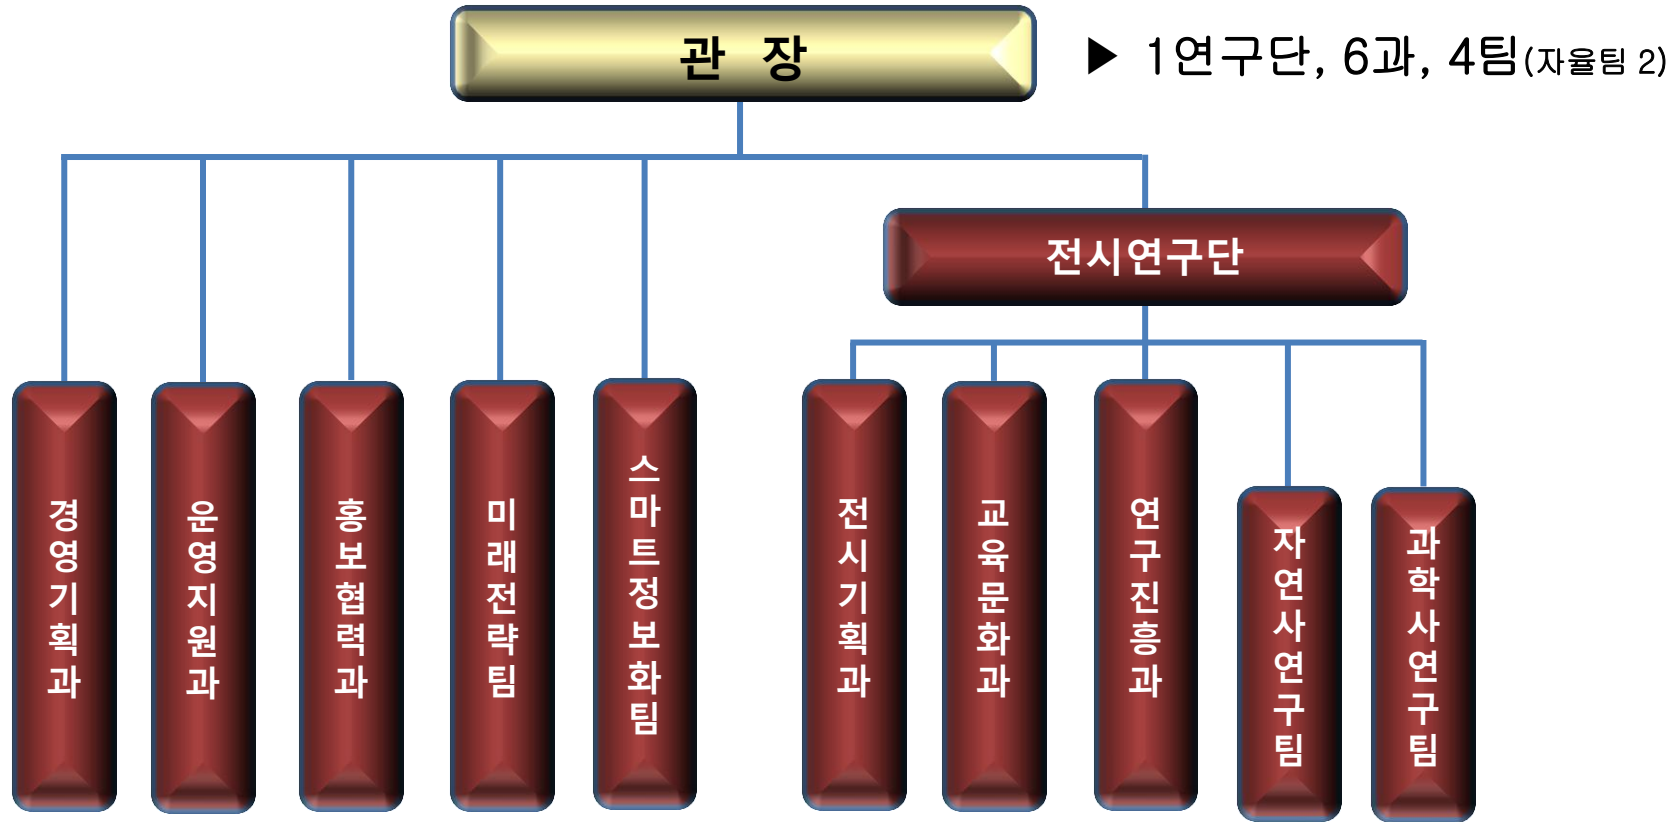 관 장
▶ 1연구단, 6과, 4팀(자율팀 2)
전시연구단
경영기획과
운영지원과
홍보협력과
미래전략팀
스마트정보화팀
전시기획과
교육문화과
연구진흥과
자연사연구팀
과학사연구팀